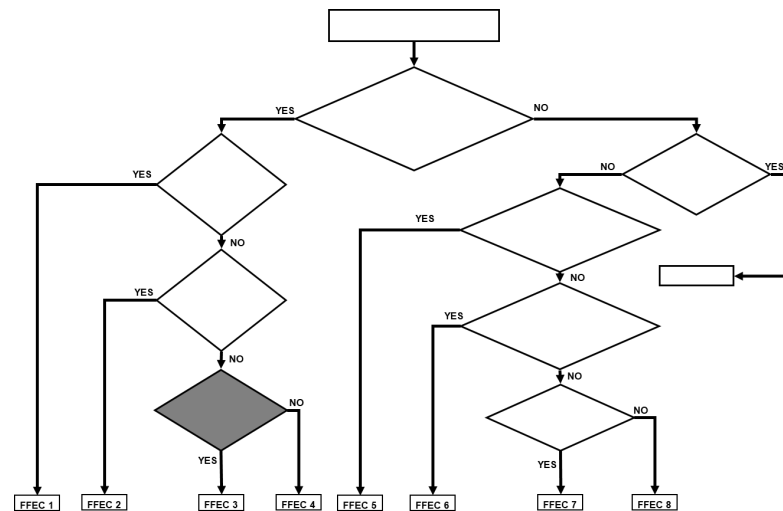 YES
NO
YES
NO
YES
YES
NO
NO
YES
YES
NO
NO
NO
NO
YES
YES
FFEC 1
FFEC 2
FFEC 3
FFEC 4
FFEC 5
FFEC 6
FFEC 7
FFEC 8